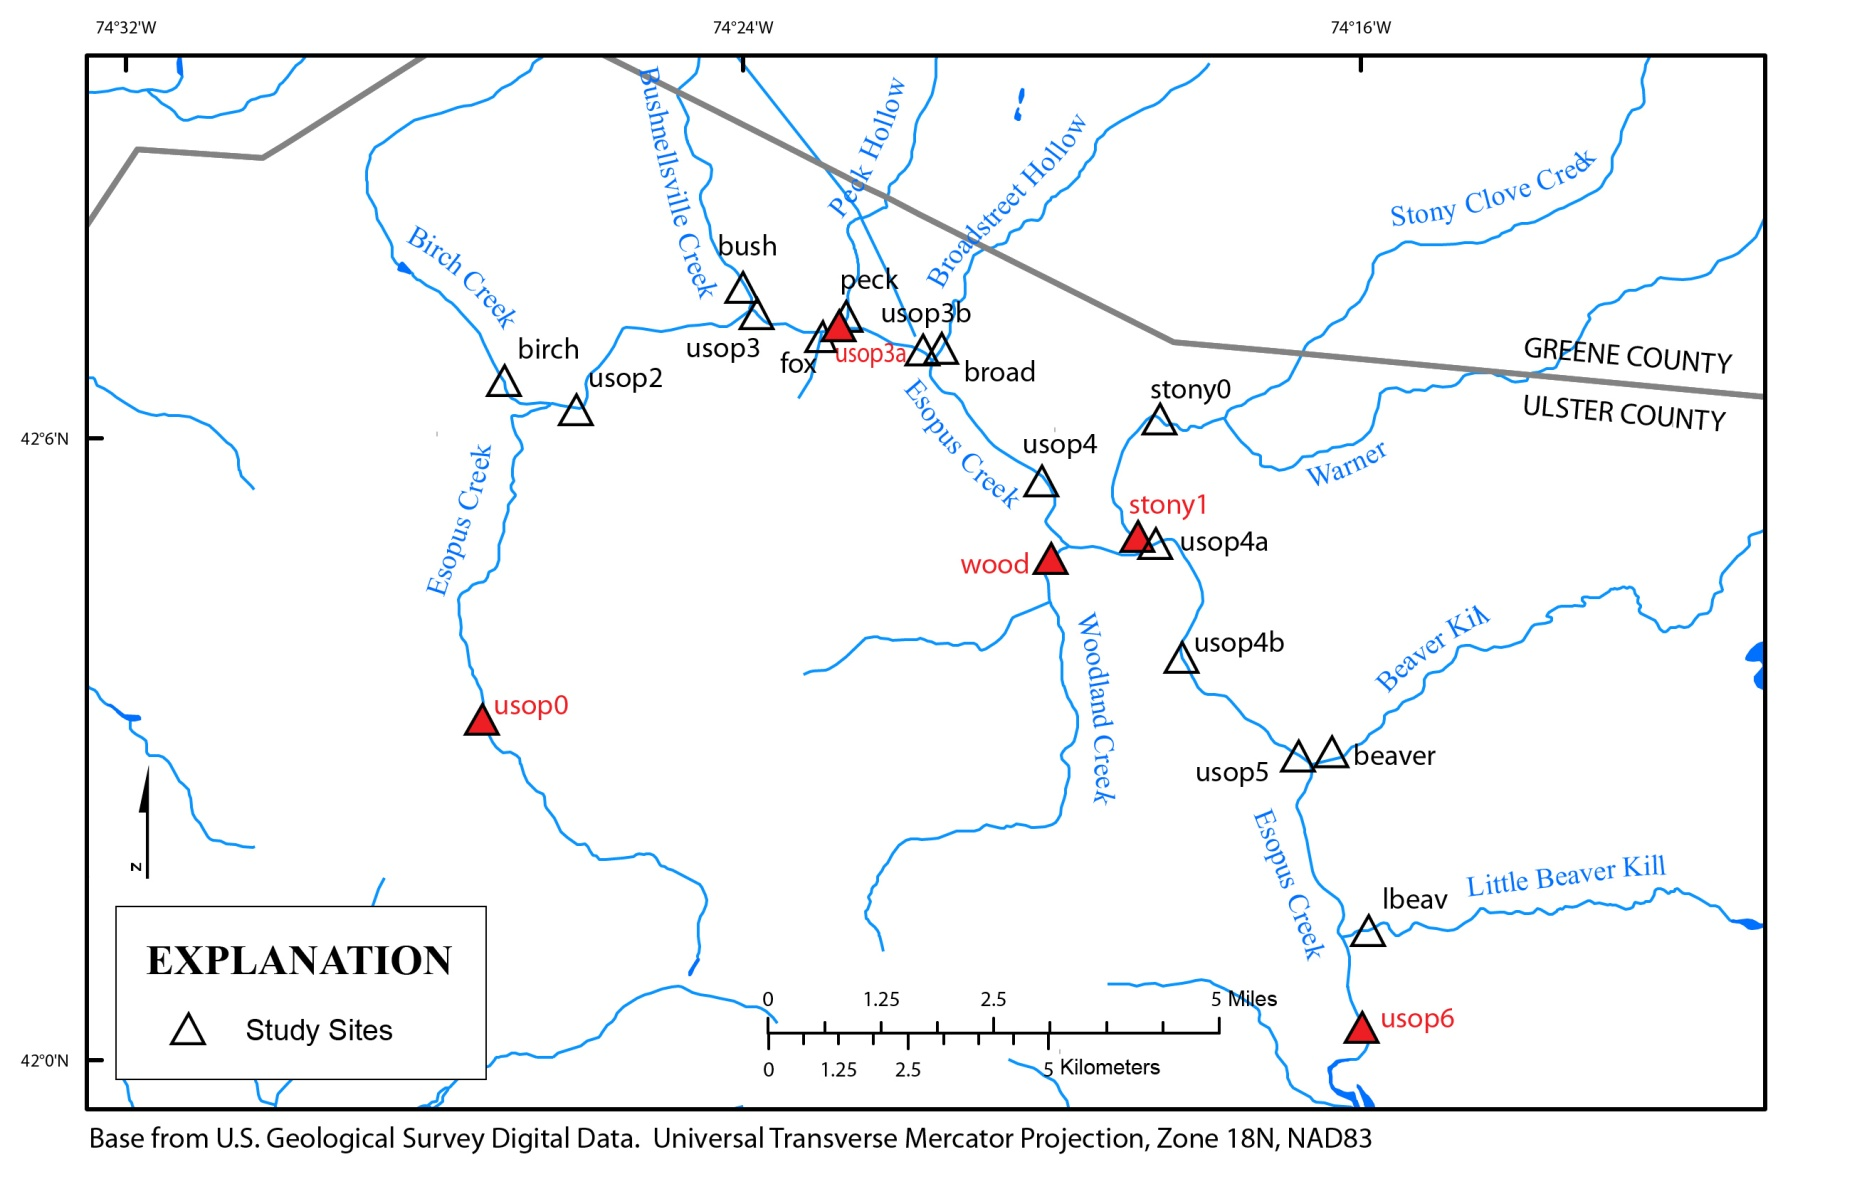 74°32'W
74°24'W
74°16'W
Bushnellsville Creek
Peck Hollow
Broadstreet Hollow
Stony Clove Creek
Birch Creek
bush
peck
usop3b
birch
usop3
fox
usop3a
broad
usop2
GREENE COUNTY
ULSTER COUNTY
stony0
42°6'N
Esopus Creek
Esopus Creek
usop4
Warner
stony1
usop4a
wood
Woodland Creek
usop4b
Beaver Kill
usop0
usop5
beaver
Esopus Creek
lbeav
Little Beaver Kill
N
EXPLANATION
Study Sites
0 1.25 2.5 5 Miles
0 1.25 2.5 5 Kilometers
usop6
42°0'N
Base from U.S. Geological Survey Digital Data. Universal Transverse Mercator Projection, Zone 18N, NAD83